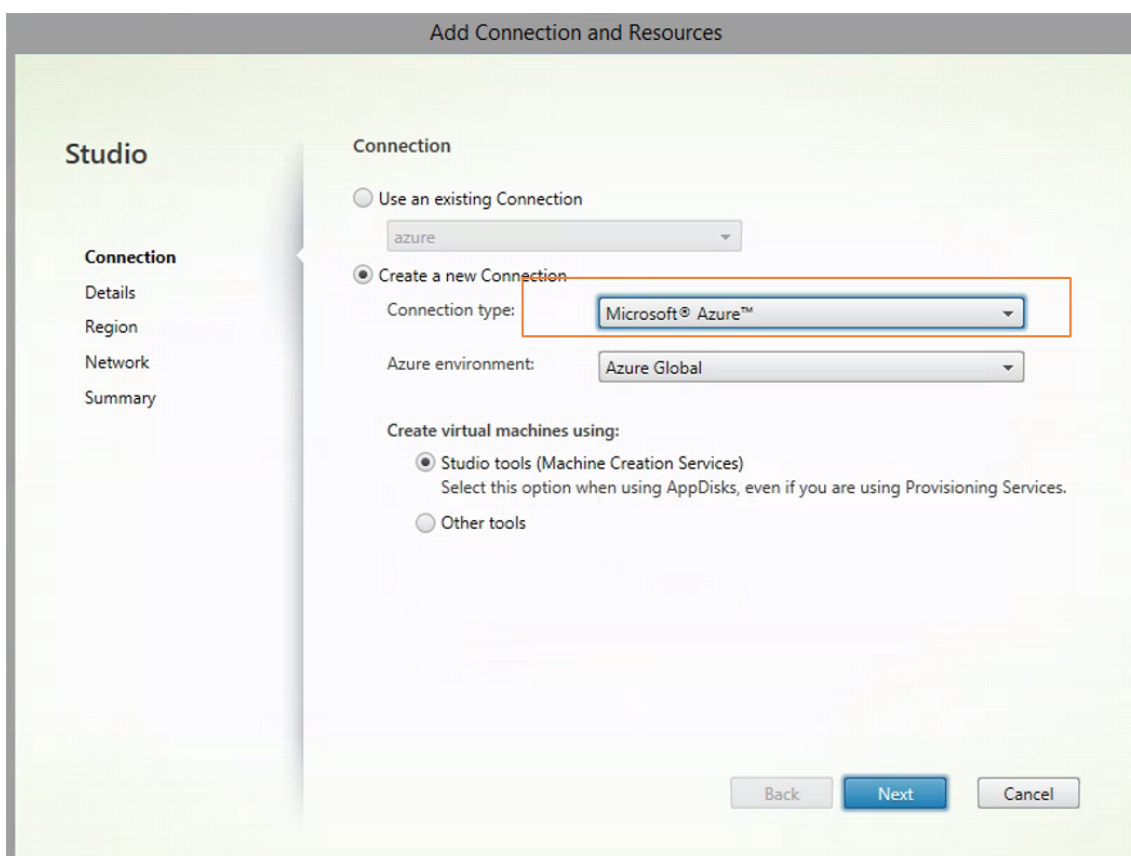 Add Connection and Resources
Studio
Connection
Details
Region
Network
Summary
Connection
Use an existing Connection
azure
Create a new Connection
Connection type:
Microsoft® Azure™
Azure environment:
Azure Global
Create virtual machines using:
Studio tools (Machine Creation Services)
Select this option when using AppDisks, even if you are using Provisioning Services.
Other tools
Back
Next
Cancel